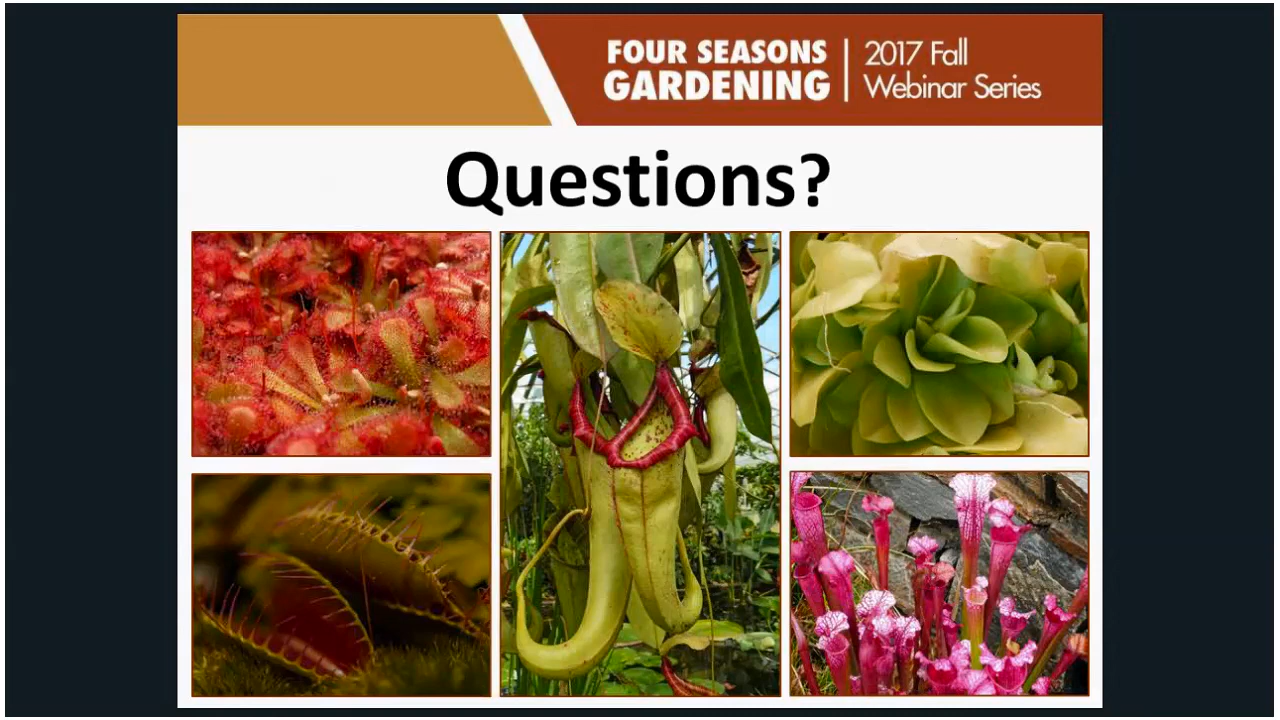 FOUR SEASONS
GARDENING
2017 Fall
Webinar Series
Questions?